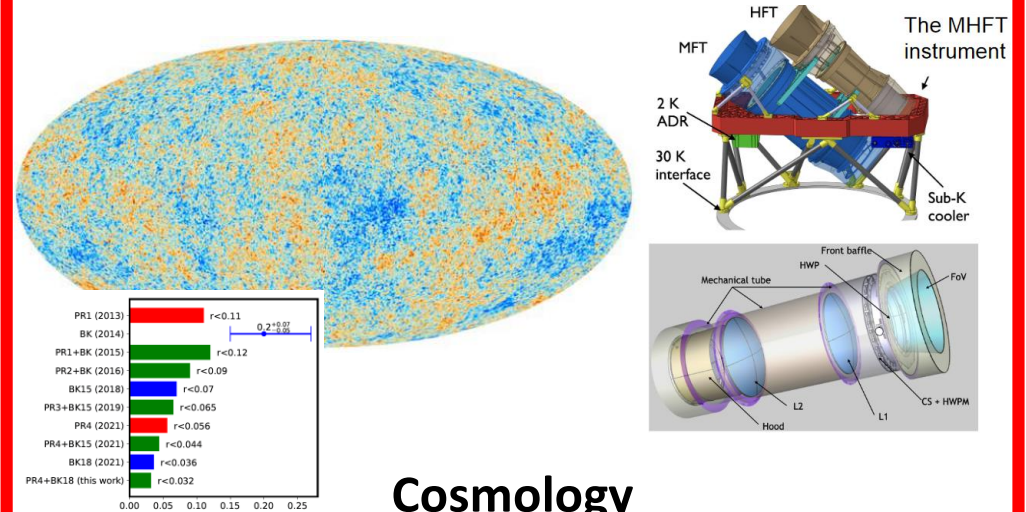 HFT
The MHFT
instrument
MFT
2 K
ADR
30 K
interface
Sub-K
cooler
Front baffle
HWP
FoV
Mechanical tube
L2
L1
CS + HWPM
Hood
PR1 (2013)
r<0.11
BK (2014)
0.2+0.07
-0.05
PR1+BK (2015)
r<0.12
PR2+BK (2016)
r<0.09
BK15 (2018)
r<0.07
PR3+BK15 (2019)
r<0.065
PR4 (2021)
r<0.056
PR4+BK15 (2021)
r<0.044
BK18 (2021)
r<0.036
PR4+BK18 (this work)
r<0.032
0.00 0.05 0.10 0.15 0.20 0.25
Cosmology